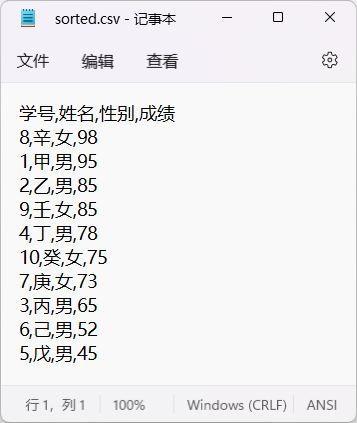 sorted.csv - 记事本
文件 编辑 查看
学号,姓名,性别,成绩
8,辛,女,98
1,甲,男,95
2,乙,男,85
9,壬,女,85
4,丁,男,78
10,癸,女,75
7,庚,女,73
3,丙,男,65
6,己,男,52
5,戊,男,45
行 1, 列 1 100% Windows (CRLF) ANSI